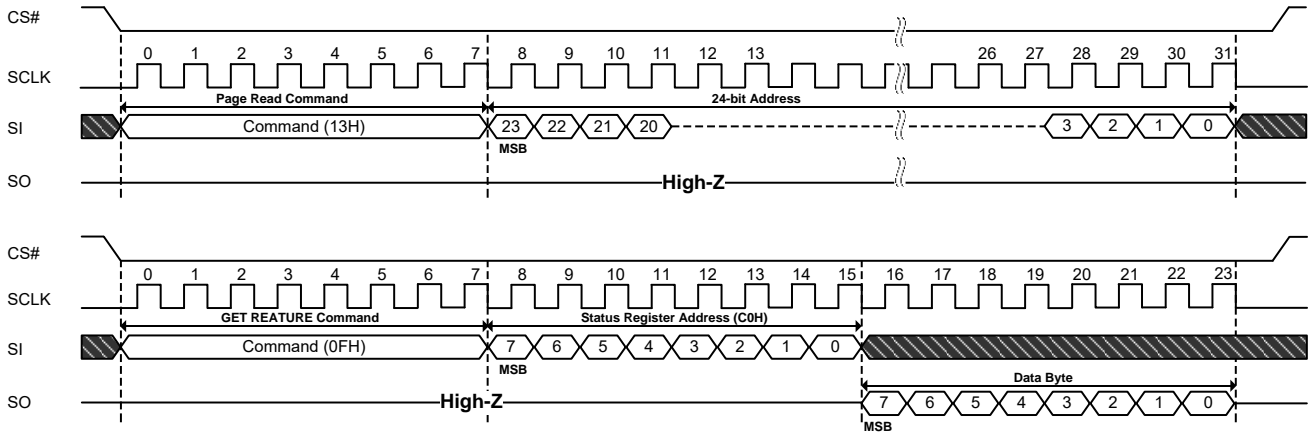 CS#
0 1 2 3 4 5 6 7 8 9 10 11 12 13 26 27 28 29 30 31
SCLK
Page Read Command 24-bit Address
SI Command (13H) 23 22 21 20 3 2 1 0
MSB
SO High-Z
CS#
0 1 2 3 4 5 6 7 8 9 10 11 12 13 14 15 16 17 18 19 20 21 22 23
SCLK
GET REATURE Command Status Register Address (C0H)
SI Command (0FH) 7 6 5 4 3 2 1 0
MSB Data Byte
SO High-Z 7 6 5 4 3 2 1 0
MSB